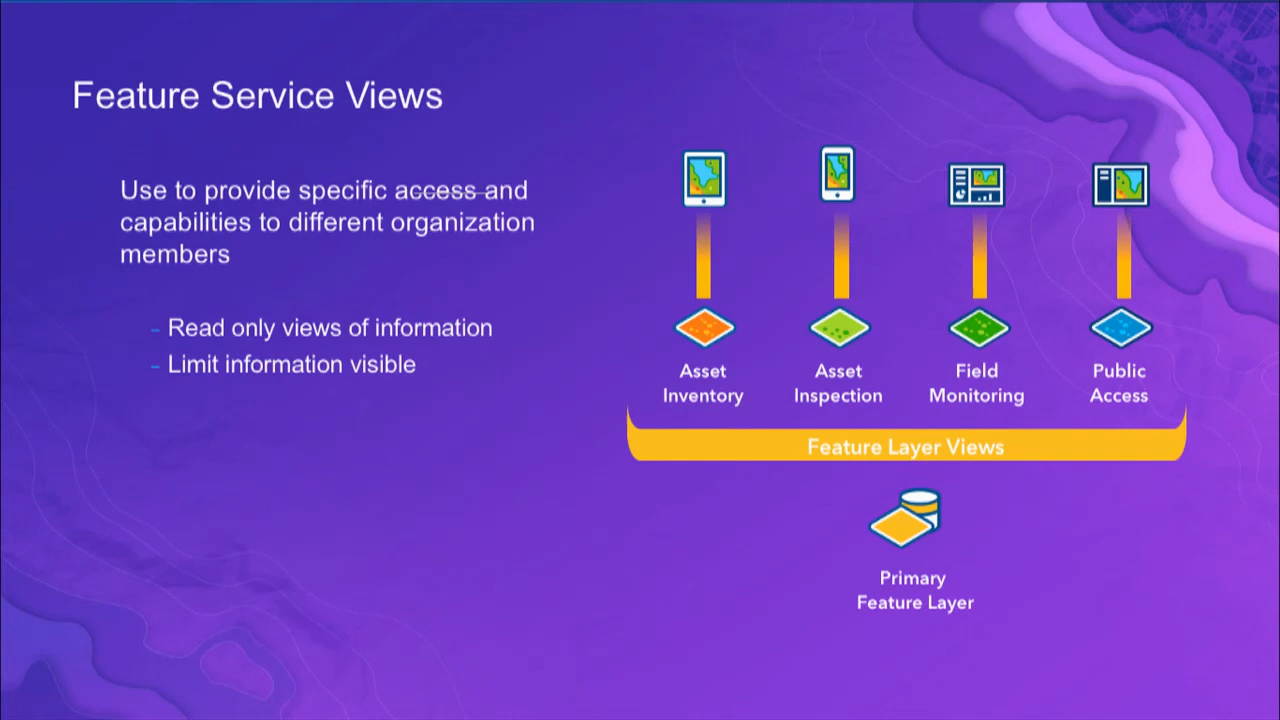 Feature Service Views
Use to provide specific access and
capabilities to different organization
members
- Read only views of information
- Limit information visible
Asset
Inventory
Asset
Inspection
Field
Monitoring
Public
Access
Feature Layer Views
Primary
Feature Layer